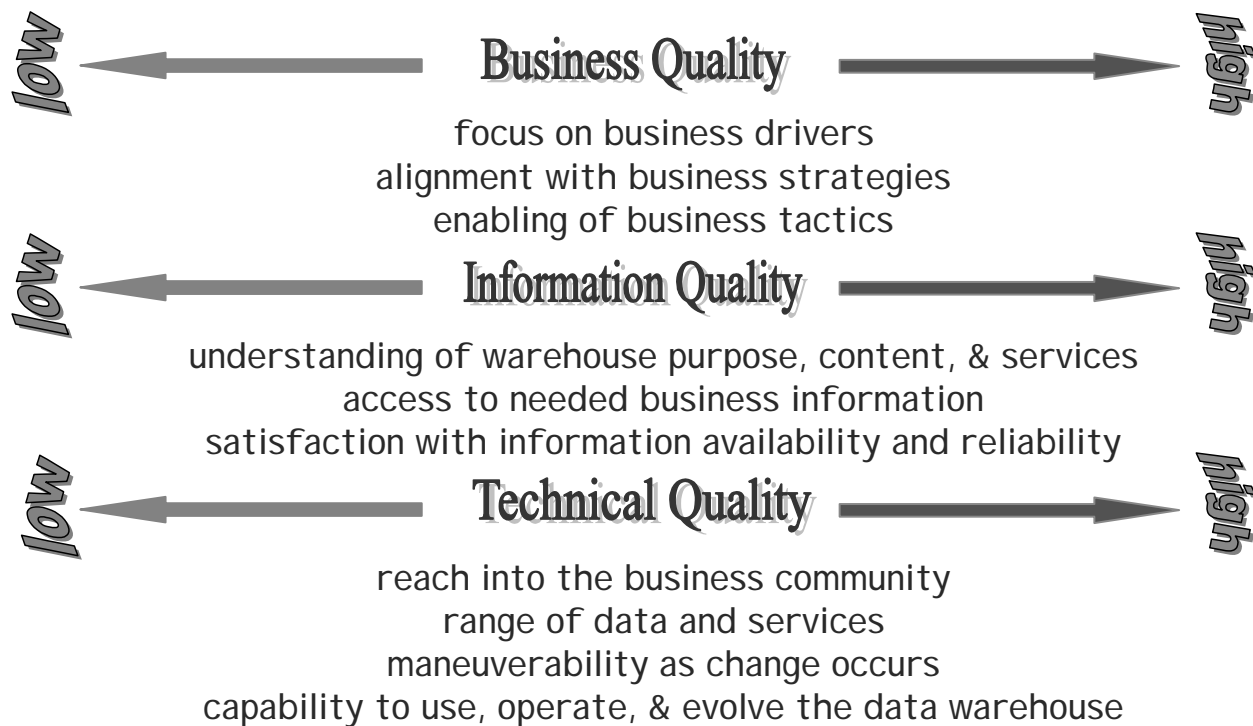 low Business Quality high
focus on business drivers
alignment with business strategies
enabling of business tactics
low Information Quality high
understanding of warehouse purpose, content, & services
access to needed business information
satisfaction with information availability and reliability
low Technical Quality high
reach into the business community
range of data and services
maneuverability as change occurs
capability to use, operate, & evolve the data warehouse